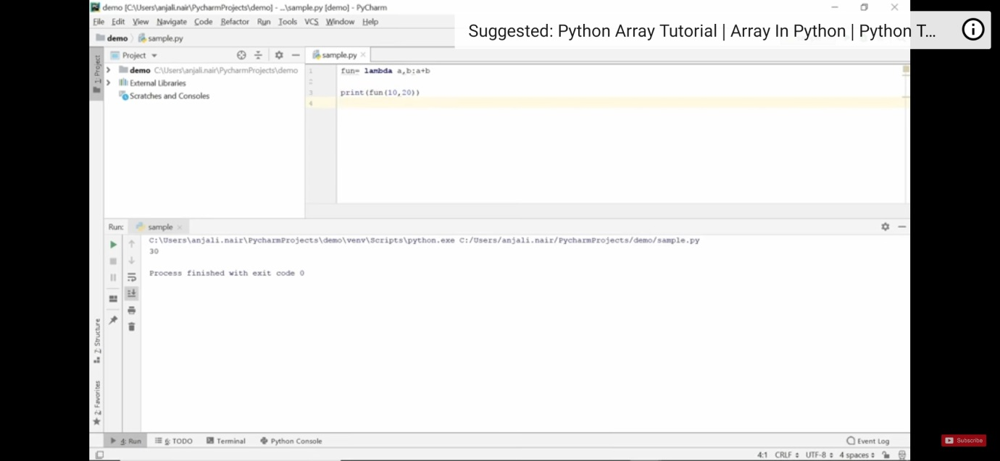 demo [C:\Users\anjali.nair\PycharmProjects\demo] - ...\sample.py [demo] - PyCharm
File Edit View Navigate Code Refactor Run Tools VCS Window Help
Suggested: Python Array Tutorial | Array In Python | Python T...
demo sample.py
Project
sample.py
1: Project
demo C:\Users\anjali.nair\PycharmProjects\demo
External Libraries
Scratches and Consoles
1 fun= lambda a,b:a+b
2
3 print(fun(10,20))
4
Run: sample
C:\Users\anjali.nair\PycharmProjects\demo\venv\Scripts\python.exe C:/Users/anjali.nair/PycharmProjects/demo/sample.py
30
Process finished with exit code 0
7: Structure
2: Favorites
4: Run 6: TODO Terminal Python Console Event Log
Subscribe
4:1 CRLF UTF-8 4 spaces